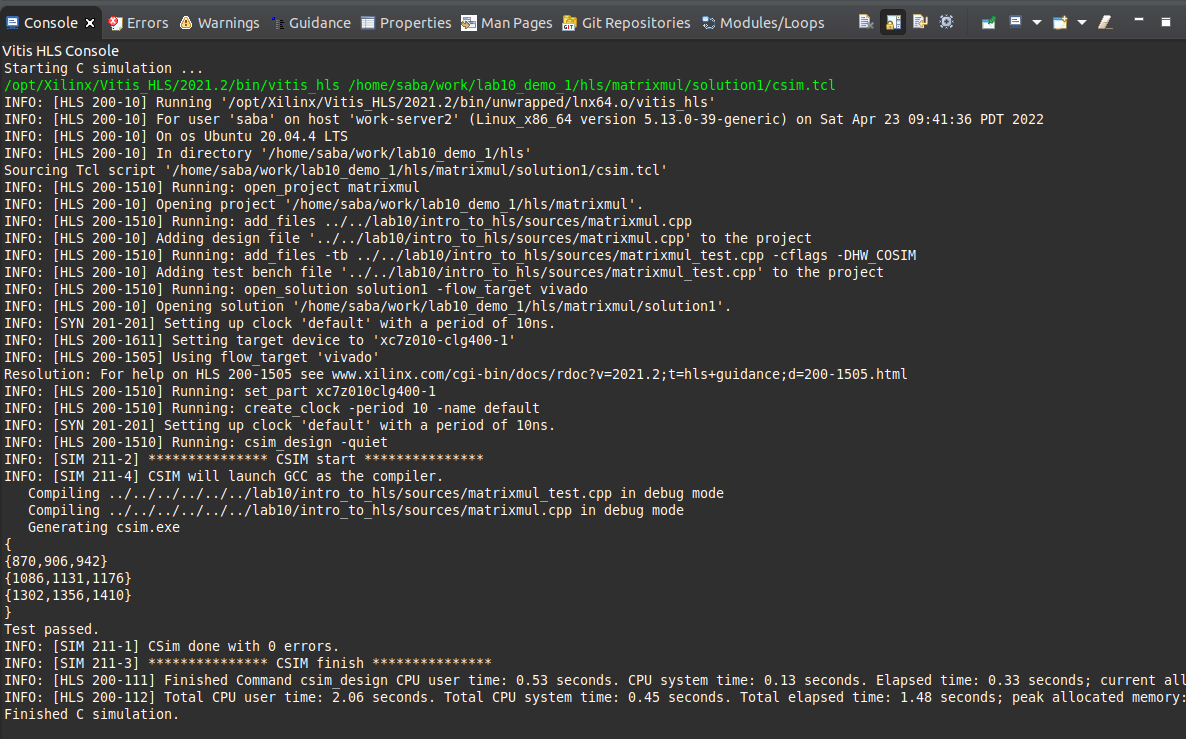 Console Errors Warnings Guidance Properties Man Pages Git Repositories Modules/Loops
Vitis HLS Console
Starting C simulation ...
/opt/Xilinx/Vitis_HLS/2021.2/bin/vitis_hls /home/saba/work/lab10_demo_1/hls/matrixmul/solution1/csim.tcl
INFO: [HLS 200-10] Running '/opt/Xilinx/Vitis_HLS/2021.2/bin/unwrapped/lnx64.o/vitis_hls'
INFO: [HLS 200-10] For user 'saba' on host 'work-server2' (Linux_x86_64 version 5.13.0-39-generic) on Sat Apr 23 09:41:36 PDT 2022
INFO: [HLS 200-10] On os Ubuntu 20.04.4 LTS
INFO: [HLS 200-10] In directory '/home/saba/work/lab10_demo_1/hls'
Sourcing Tcl script '/home/saba/work/lab10_demo_1/hls/matrixmul/solution1/csim.tcl'
INFO: [HLS 200-1510] Running: open_project matrixmul
INFO: [HLS 200-10] Opening project '/home/saba/work/lab10_demo_1/hls/matrixmul'.
INFO: [HLS 200-1510] Running: add_files ../../lab10/intro_to_hls/sources/matrixmul.cpp
INFO: [HLS 200-10] Adding design file '../../lab10/intro_to_hls/sources/matrixmul.cpp' to the project
INFO: [HLS 200-1510] Running: add_files -tb ../../lab10/intro_to_hls/sources/matrixmul_test.cpp -cflags -DHW_COSIM
INFO: [HLS 200-10] Adding test bench file '../../lab10/intro_to_hls/sources/matrixmul_test.cpp' to the project
INFO: [HLS 200-1510] Running: open_solution solution1 -flow_target vivado
INFO: [HLS 200-10] Opening solution '/home/saba/work/lab10_demo_1/hls/matrixmul/solution1'.
INFO: [SYN 201-201] Setting up clock 'default' with a period of 10ns.
INFO: [HLS 200-1611] Setting target device to 'xc7z010-clg400-1'
INFO: [HLS 200-1505] Using flow_target 'vivado'
Resolution: For help on HLS 200-1505 see www.xilinx.com/cgi-bin/docs/rdoc?v=2021.2;t=hls+guidance;d=200-1505.html
INFO: [HLS 200-1510] Running: set_part xc7z010clg400-1
INFO: [HLS 200-1510] Running: create_clock -period 10 -name default
INFO: [SYN 201-201] Setting up clock 'default' with a period of 10ns.
INFO: [HLS 200-1510] Running: csim_design -quiet
INFO: [SIM 211-2] *************** CSIM start ***************
INFO: [SIM 211-4] CSIM will launch GCC as the compiler.
Compiling ../../../../../../lab10/intro_to_hls/sources/matrixmul_test.cpp in debug mode
Compiling ../../../../../../lab10/intro_to_hls/sources/matrixmul.cpp in debug mode
Generating csim.exe
{
{870,906,942}
{1086,1131,1176}
{1302,1356,1410}
}
Test passed.
INFO: [SIM 211-1] CSim done with 0 errors.
INFO: [SIM 211-3] *************** CSIM finish ***************
INFO: [HLS 200-111] Finished Command csim_design CPU user time: 0.53 seconds. CPU system time: 0.13 seconds. Elapsed time: 0.33 seconds; current all
INFO: [HLS 200-112] Total CPU user time: 2.06 seconds. Total CPU system time: 0.45 seconds. Total elapsed time: 1.48 seconds; peak allocated memory:
Finished C simulation.